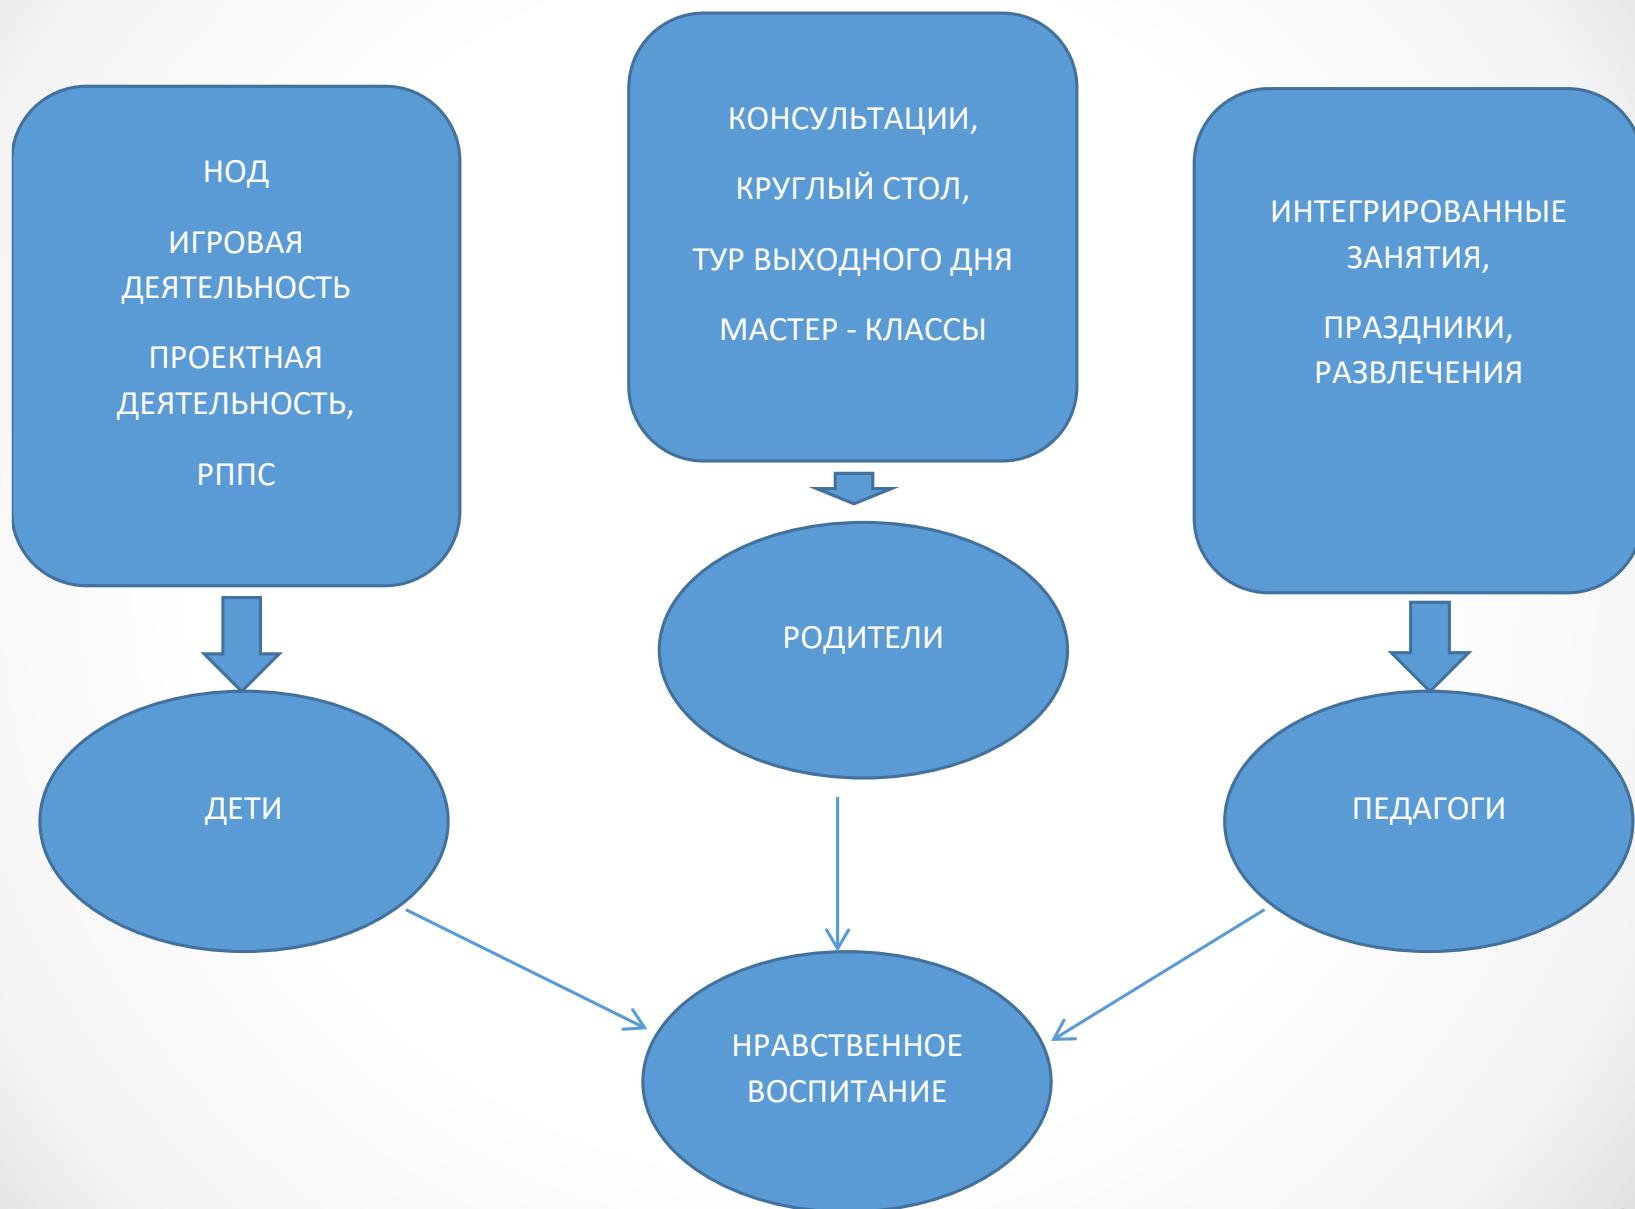 НОД
ИГРОВАЯ
ДЕЯТЕЛЬНОСТЬ
ПРОЕКТНАЯ
ДЕЯТЕЛЬНОСТЬ,
РППС
КОНСУЛЬТАЦИИ,
КРУГЛЫЙ СТОЛ,
ТУР ВЫХОДНОГО ДНЯ
МАСТЕР - КЛАССЫ
ИНТЕГРИРОВАННЫЕ
ЗАНЯТИЯ,
ПРАЗДНИКИ,
РАЗВЛЕЧЕНИЯ
ДЕТИ
РОДИТЕЛИ
ПЕДАГОГИ
НРАВСТВЕННОЕ
ВОСПИТАНИЕ